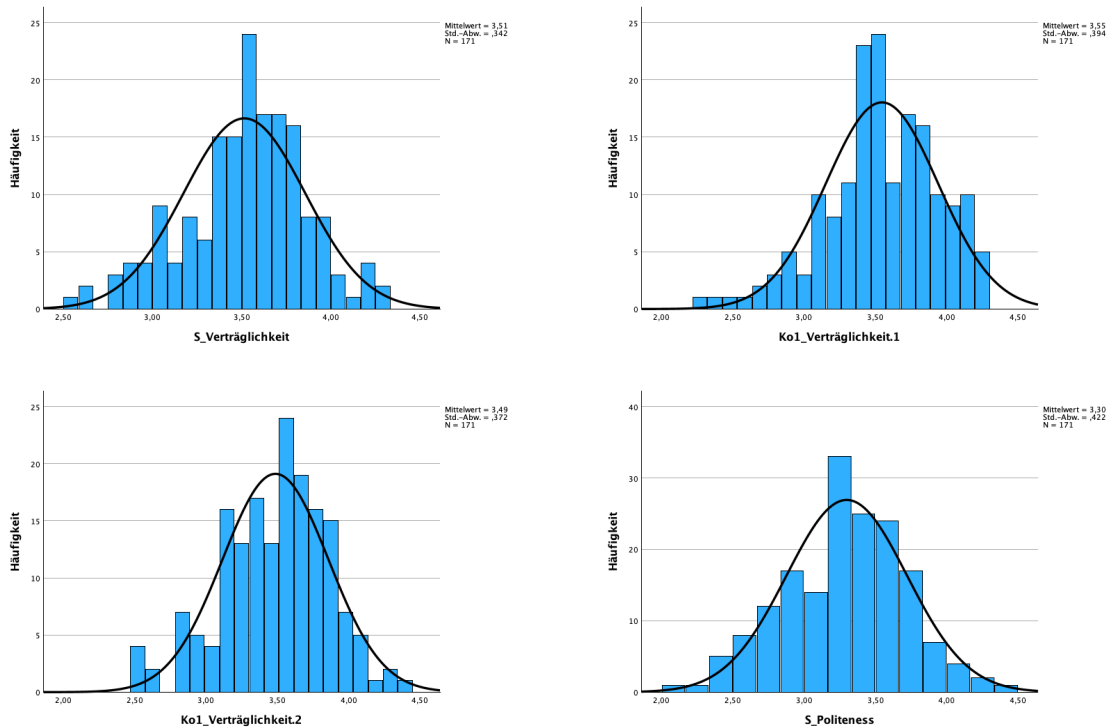 Mittelwert = 3,51
Std.-Abw. = ,342
N = 171
Häufigkeit
25
20
15
10
5
0
2,50 3,00 3,50 4,00 4,50
S_Verträglichkeit
Mittelwert = 3,55
Std.-Abw. = ,394
N = 171
Häufigkeit
25
20
15
10
5
0
2,00 2,50 3,00 3,50 4,00 4,50
Ko1_Verträglichkeit.1
Mittelwert = 3,49
Std.-Abw. = ,372
N = 171
Häufigkeit
25
20
15
10
5
0
2,00 2,50 3,00 3,50 4,00 4,50
Ko1_Verträglichkeit.2
Mittelwert = 3,30
Std.-Abw. = ,422
N = 171
Häufigkeit
40
30
20
10
0
2,00 2,50 3,00 3,50 4,00 4,50
S_Politeness